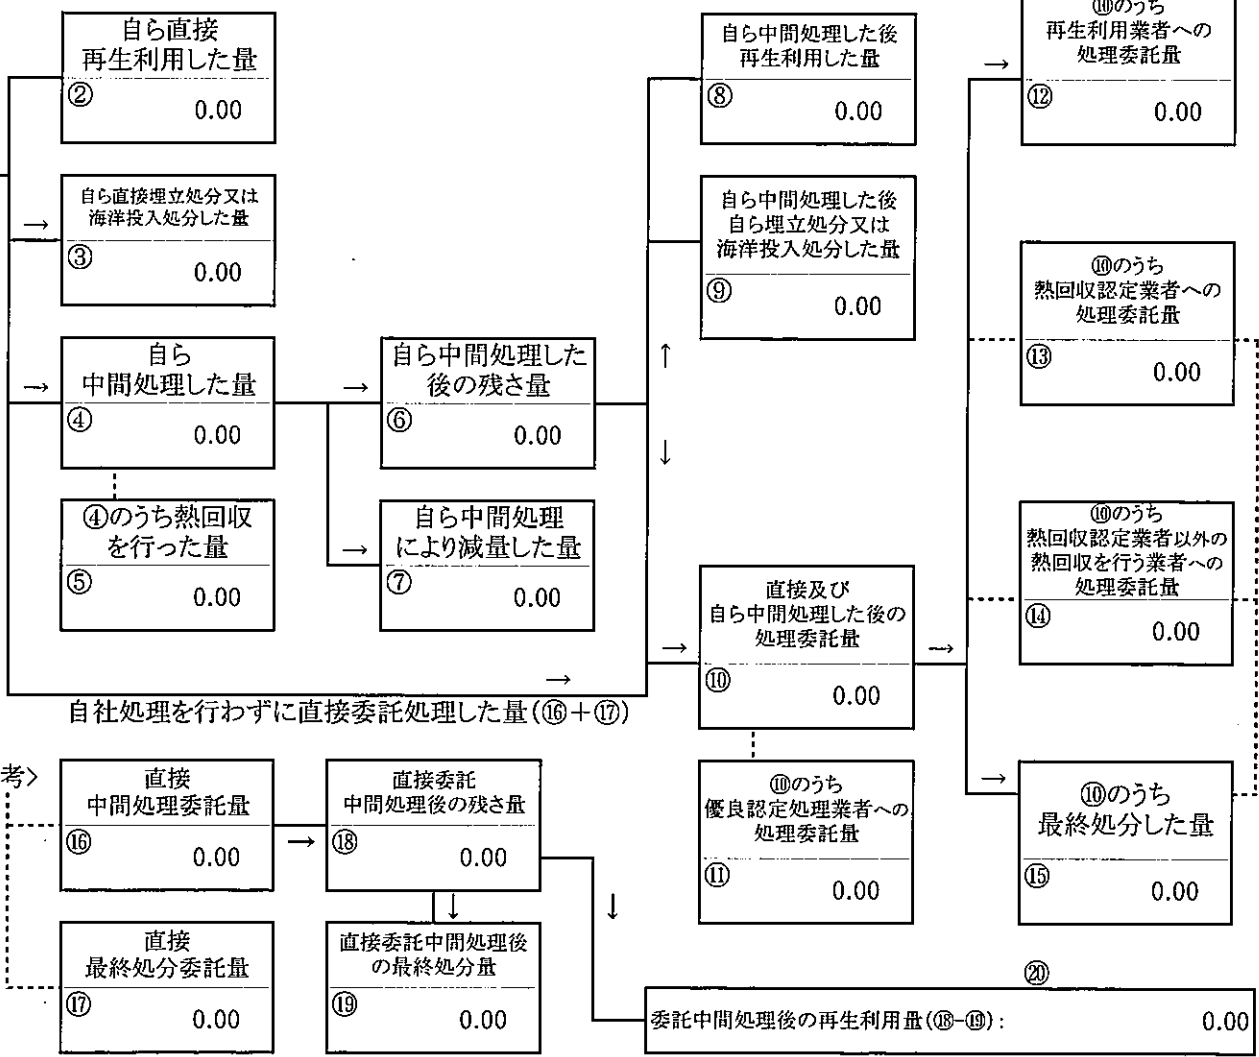 自ら直接
再生利用した量
②
0.00
自ら直接埋立処分又は
海洋投入処分した量
→
③
0.00
自ら
中間処理した量
→
④
0.00
④のうち熱回収
を行った量
⑤
0.00
自ら中間処理した
後の残さ量
→
⑥
0.00
自ら中間処理
により減量した量
→
⑦
0.00
自ら中間処理した後
再生利用した量
⑧
0.00
自ら中間処理した後
自ら埋立処分又は
海洋投入処分した量
⑨
0.00
↑
↓
直接及び
自ら中間処理した後の
処理委託量
→
⑩
0.00
→
⑩のうち
優良認定処理業者への
処理委託量
⑪
0.00
⑩のうち
再生利用業者への
処理委託量
→
⑫
0.00
⑩のうち
熱回収認定業者への
処理委託量
⑬
0.00
⑩のうち
熱回収認定業者以外の
熱回収を行う業者への
処理委託量
⑭
0.00
⑩のうち
最終処分した量
→
⑮
0.00
→
自社処理を行わずに直接委託処理した量(⑯+⑰)
考>
直接
中間処理委託量
⑯
0.00
→
直接委託
中間処理後の残さ量
⑱
0.00
直接
最終処分委託量
⑰
0.00
↓
直接委託中間処理後
の最終処分量
⑲
0.00
↓
⑳
委託中間処理後の再生利用量(⑱-⑲): 0.00